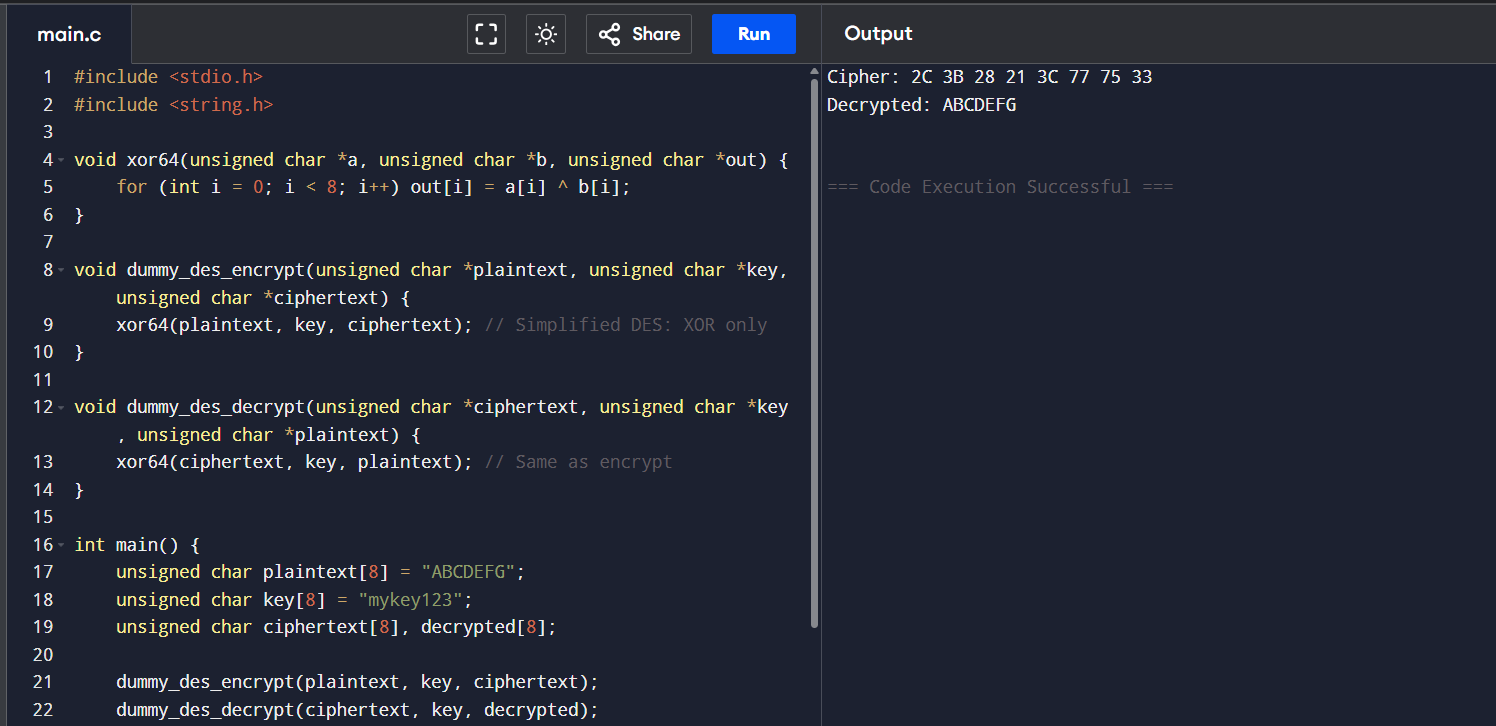 main.c
Share
Run
Output
1 #include <stdio.h>
2 #include <string.h>
3
4 void xor64(unsigned char *a, unsigned char *b, unsigned char *out) {
5     for (int i = 0; i < 8; i++) out[i] = a[i] ^ b[i];
6 }
7
8 void dummy_des_encrypt(unsigned char *plaintext, unsigned char *key,
    unsigned char *ciphertext) {
9     xor64(plaintext, key, ciphertext); // Simplified DES: XOR only
10 }
11
12 void dummy_des_decrypt(unsigned char *ciphertext, unsigned char *key
    , unsigned char *plaintext) {
13     xor64(ciphertext, key, plaintext); // Same as encrypt
14 }
15
16 int main() {
17     unsigned char plaintext[8] = "ABCDEFG";
18     unsigned char key[8] = "mykey123";
19     unsigned char ciphertext[8], decrypted[8];
20
21     dummy_des_encrypt(plaintext, key, ciphertext);
22     dummy_des_decrypt(ciphertext, key, decrypted);
Cipher: 2C 3B 28 21 3C 77 75 33
Decrypted: ABCDEFG
=== Code Execution Successful ===